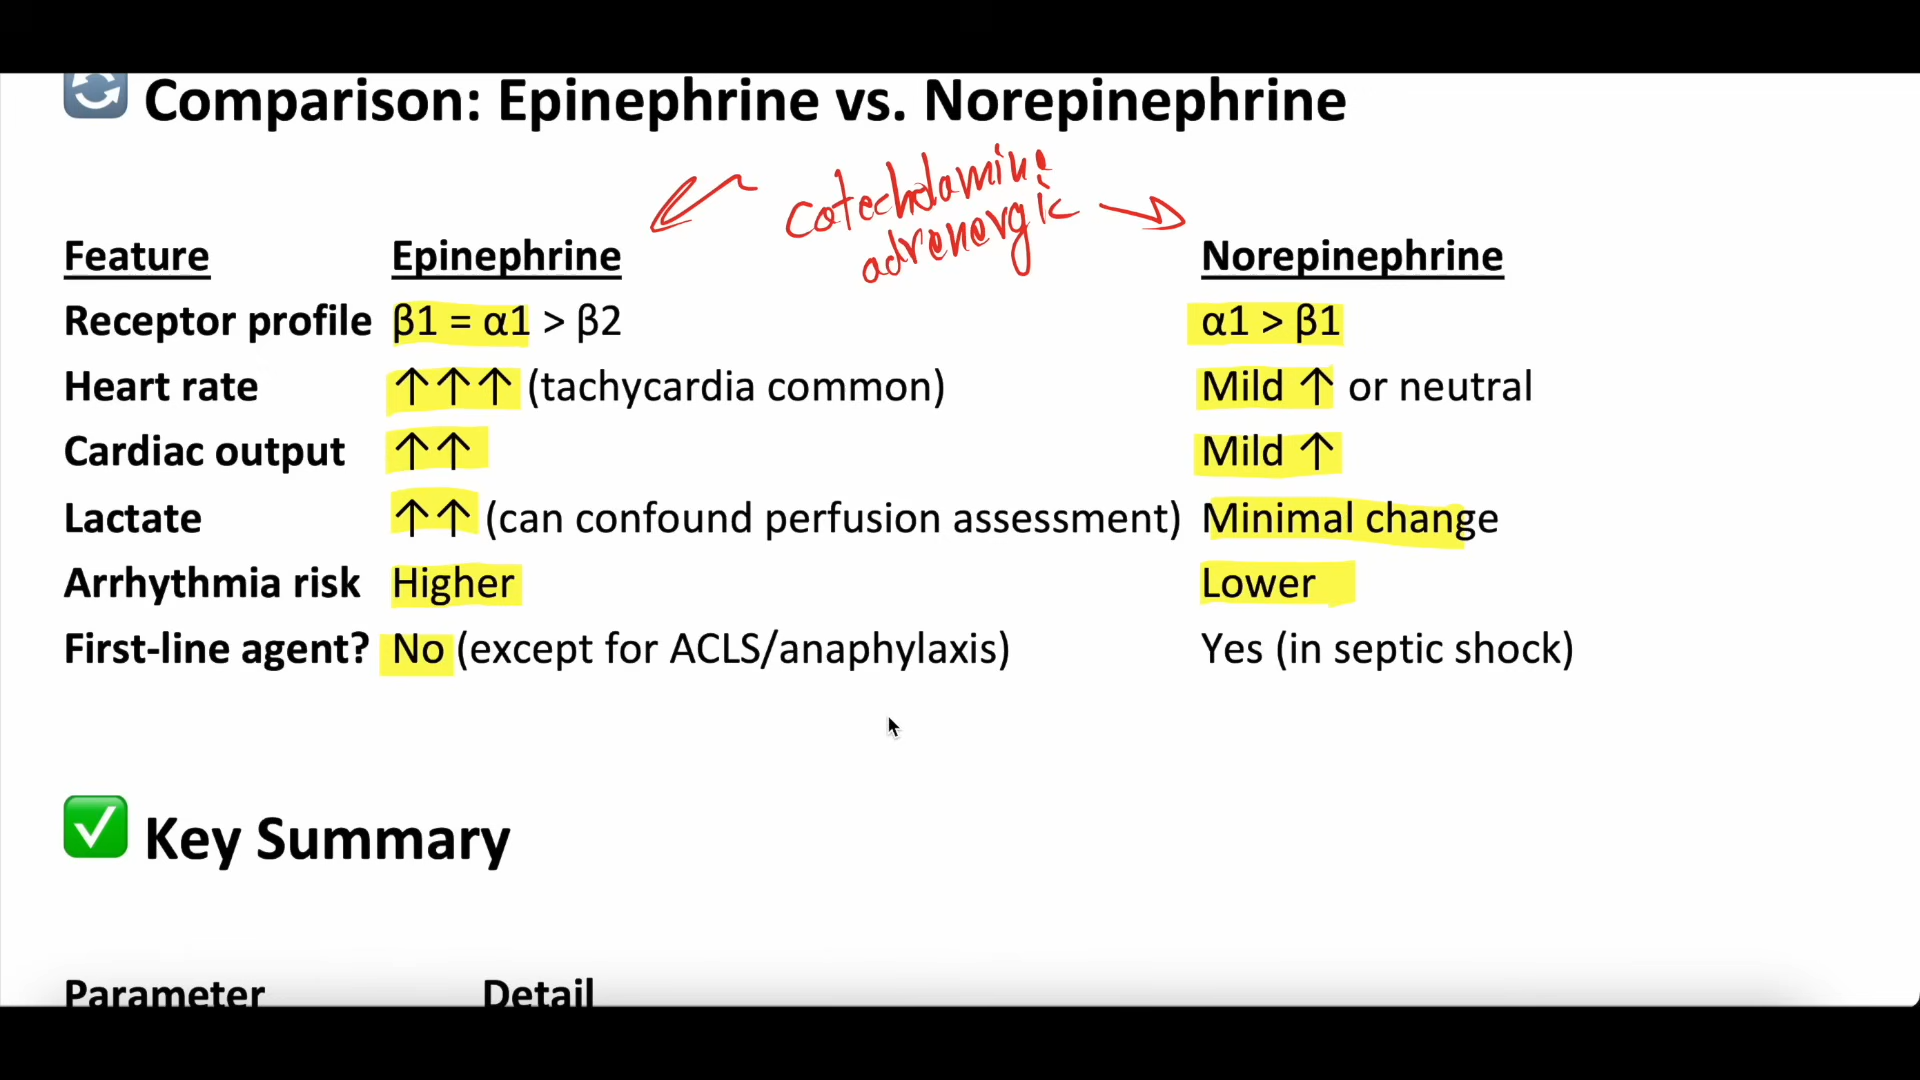 Comparison: Epinephrine vs. Norepinephrine
catecholamine
adrenergic
Feature Epinephrine Norepinephrine
Receptor profile β1 = α1 > β2 α1 > β1
Heart rate ↑↑↑ (tachycardia common) Mild ↑ or neutral
Cardiac output ↑↑ Mild ↑
Lactate ↑↑ (can confound perfusion assessment) Minimal change
Arrhythmia risk Higher Lower
First-line agent? No (except for ACLS/anaphylaxis) Yes (in septic shock)
Key Summary
Parameter Detail